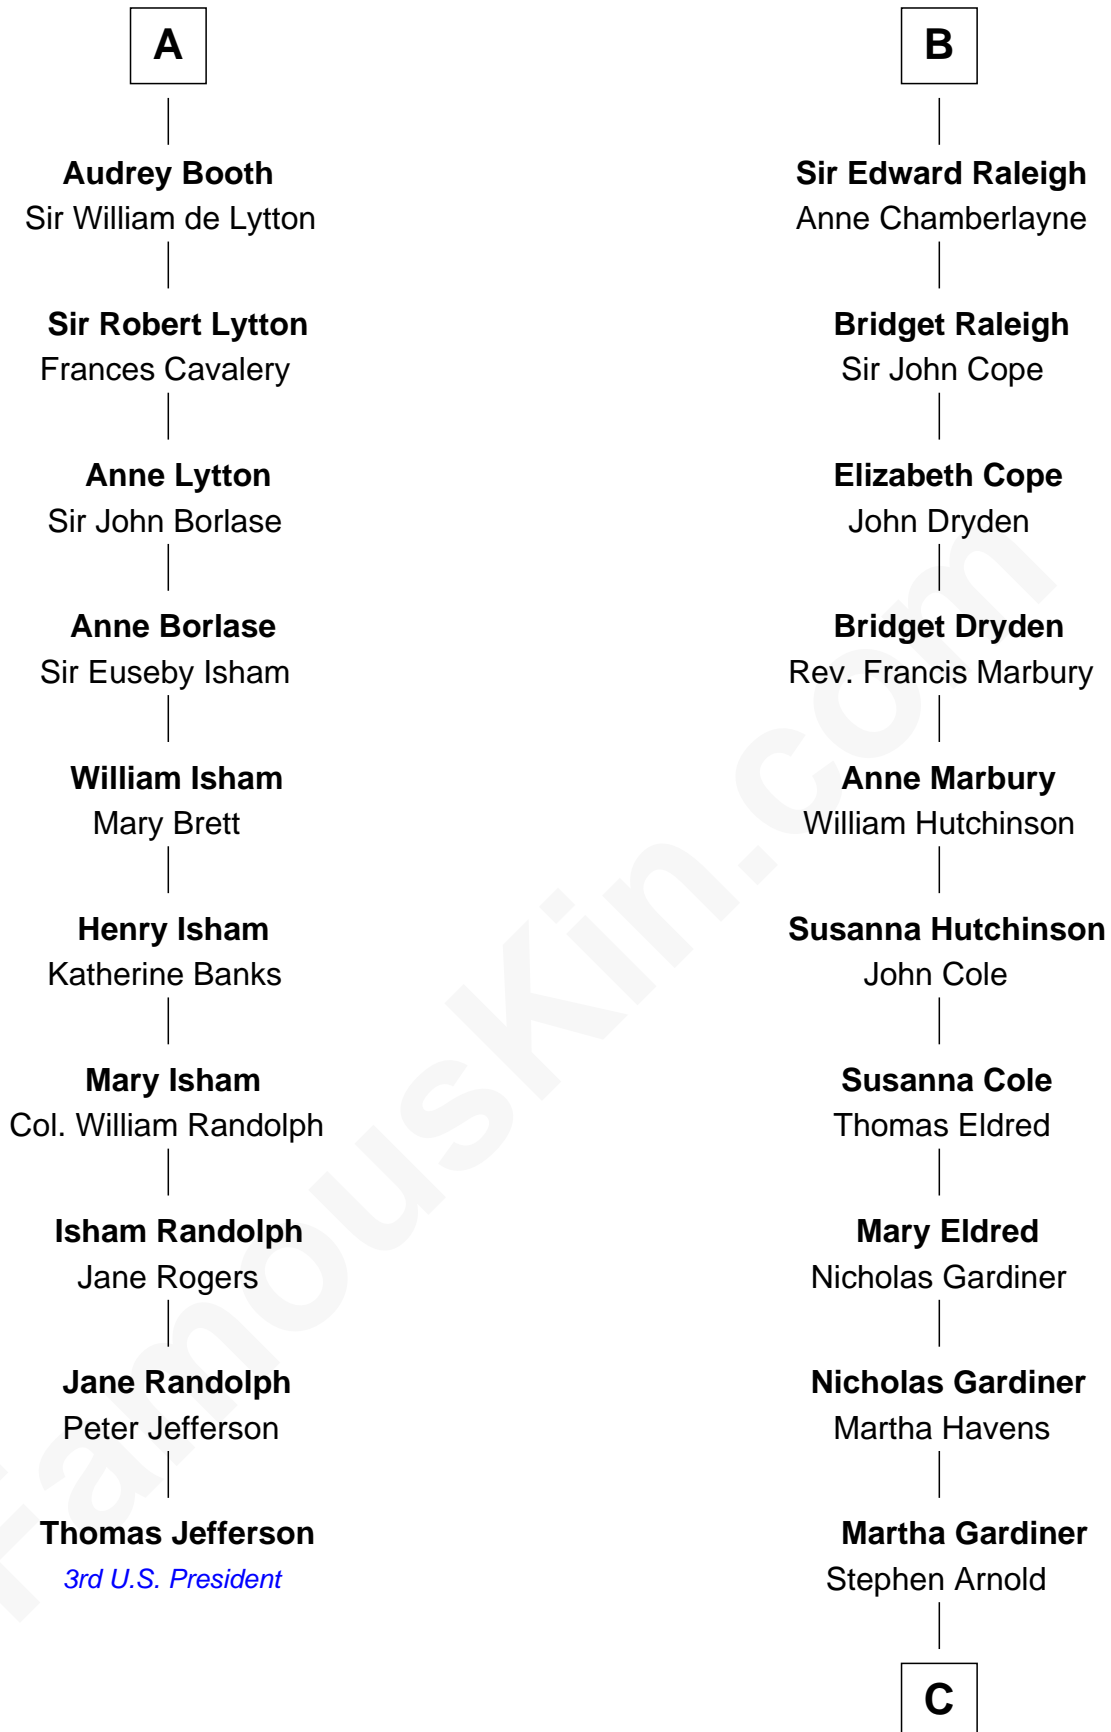 A
Audrey Booth
Sir William de Lytton
Sir Robert Lytton
Frances Cavalery
Anne Lytton
Sir John Borlase
Anne Borlase
Sir Euseby Isham
William Isham
Mary Brett
Henry Isham
Katherine Banks
Mary Isham
Col. William Randolph
Isham Randolph
Jane Rogers
Jane Randolph
Peter Jefferson
Thomas Jefferson
3rd U.S. President
B
Sir Edward Raleigh
Anne Chamberlayne
Bridget Raleigh
Sir John Cope
Elizabeth Cope
John Dryden
Bridget Dryden
Rev. Francis Marbury
Anne Marbury
William Hutchinson
Susanna Hutchinson
John Cole
Susanna Cole
Thomas Eldred
Mary Eldred
Nicholas Gardiner
Nicholas Gardiner
Martha Havens
Martha Gardiner
Stephen Arnold
C
FamousKin.com